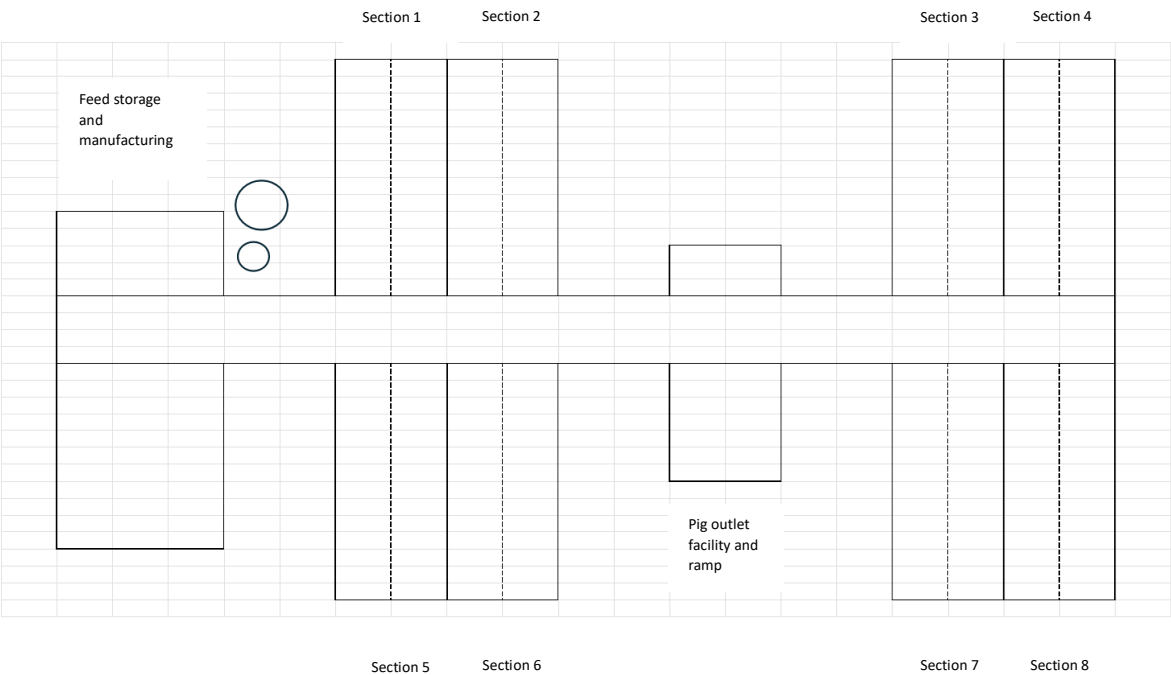 Section 1
Section 2
Section 3
Section 4
Feed storage
and
manufacturing
Pig outlet
facility and
ramp
Section 5
Section 6
Section 7
Section 8